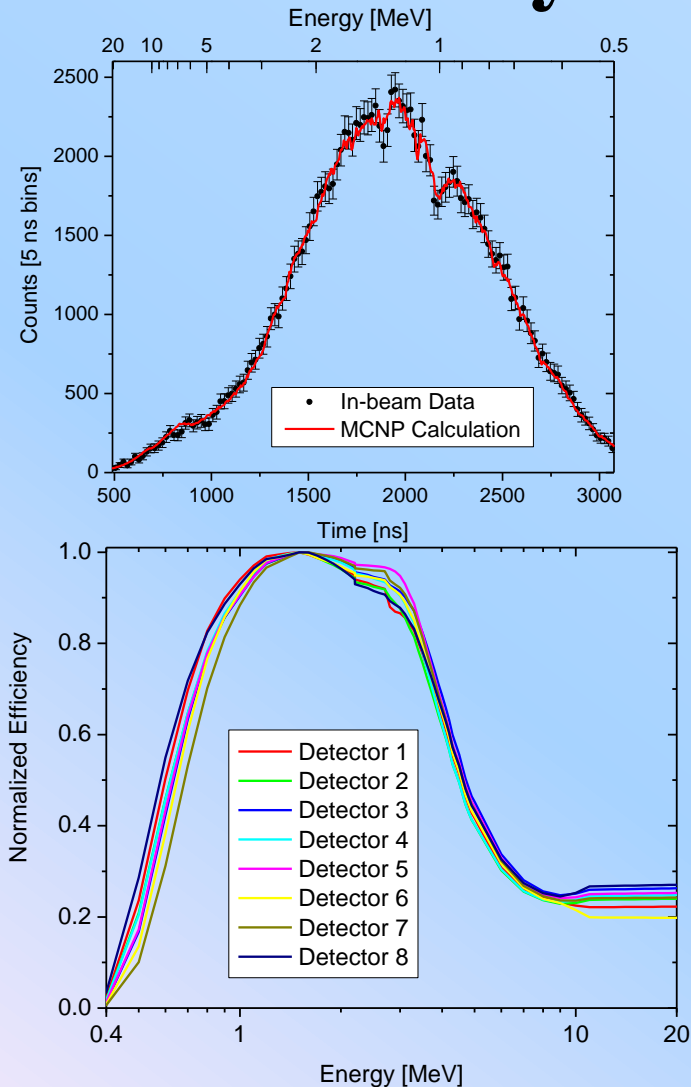 Energy [MeV]
20 10 5 2 1 0.5
2500
2000
1500
1000
500
0
Counts [5 ns bins]
In-beam Data
MCNP Calculation
500 1000 1500 2000 2500 3000
Time [ns]
1.0
0.8
0.6
0.4
0.2
0.0
Normalized Efficiency
Detector 1
Detector 2
Detector 3
Detector 4
Detector 5
Detector 6
Detector 7
Detector 8
0.4 1 10 20
Energy [MeV]